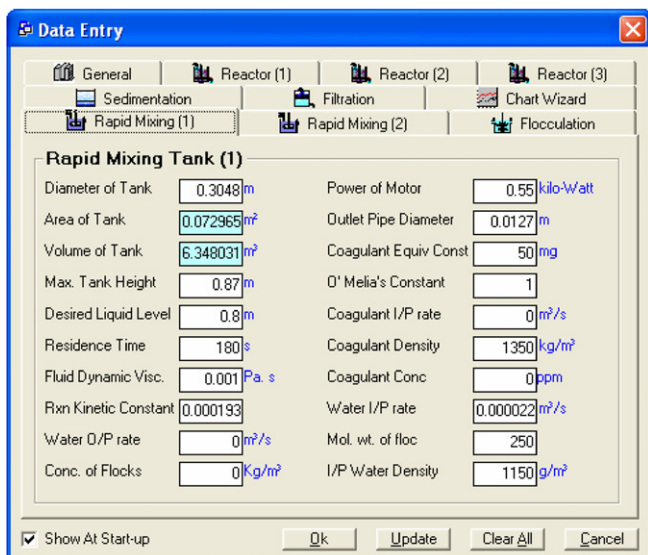 Data Entry
General Reactor (1) Reactor (2) Reactor (3)
Sedimentation Filtration Chart Wizard
Rapid Mixing (1) Rapid Mixing (2) Flocculation
Rapid Mixing Tank (1)
Diameter of Tank 0.3048 m Power of Motor 0.55 kilo-Watt
Area of Tank 0.072965 m² Outlet Pipe Diameter 0.0127 m
Volume of Tank 6.348031 m³ Coagulant Equiv Const 50 mg
Max. Tank Height 0.87 m O' Melia's Constant 1
Desired Liquid Level 0.8 m Coagulant I/P rate 0 m³/s
Residence Time 180 s Coagulant Density 1350 kg/m³
Fluid Dynamic Visc. 0.001 Pa. s Coagulant Conc 0 ppm
Rxn Kinetic Constant 0.000193 Water I/P rate 0.000022 m³/s
Water O/P rate 0 m³/s Mol. wt. of floc 250
Conc. of Flocks 0 Kg/m³ I/P Water Density 1150 g/m³
Show At Start-up Ok Update Clear All Cancel